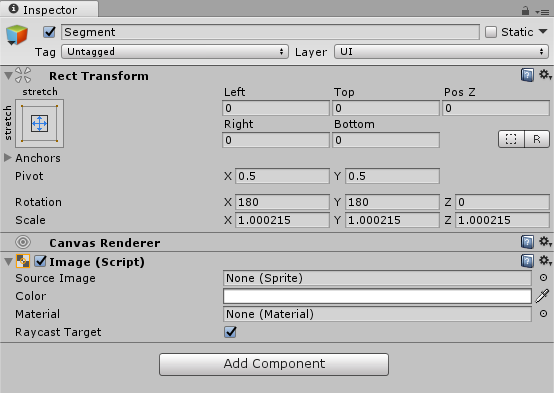 Inspector
Segment Static
Tag Untagged Layer UI
Rect Transform
stretch Left Top Pos Z
stretch 0 0 0
Right Bottom
0 0 R
Anchors
Pivot X 0.5 Y 0.5
Rotation X 180 Y 180 Z 0
Scale X 1.000215 Y 1.000215 Z 1.000215
Canvas Renderer
Image (Script)
Source Image None (Sprite)
Color
Material None (Material)
Raycast Target
Add Component